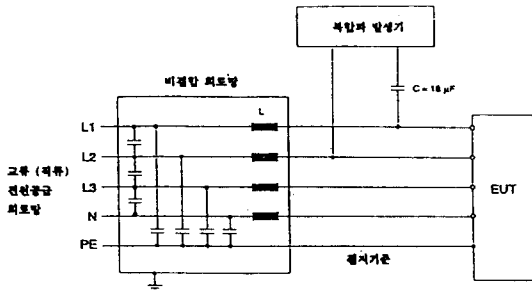 복합파 발생기
비결합 회로망
C = 18 µF
L
L1
L2
교류 (직류)
전원공급
회로망
L3
N
PE
EUT
접지기준